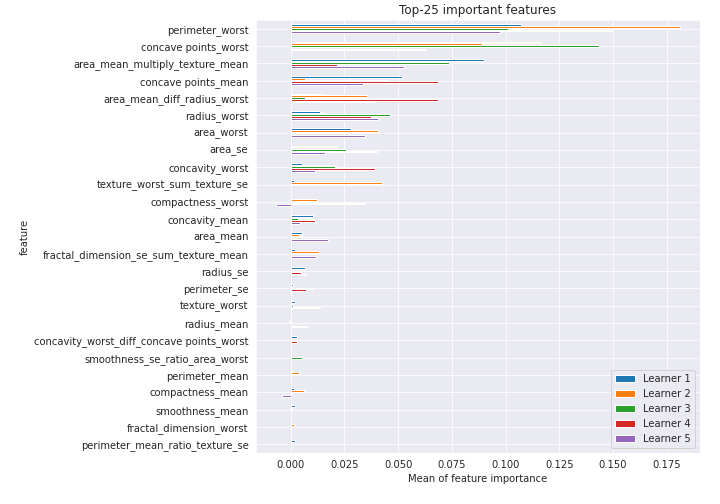 Top-25 important features
perimeter_worst
concave points_worst
area_mean_multiply_texture_mean
concave points_mean
area_mean_diff_radius_worst
radius_worst
area_worst
area_se
concavity_worst
texture_worst_sum_texture_se
compactness_worst
concavity_mean
area_mean
fractal_dimension_se_sum_texture_mean
radius_se
perimeter_se
texture_worst
radius_mean
concavity_worst_diff_concave points_worst
smoothness_se_ratio_area_worst
perimeter_mean
compactness_mean
smoothness_mean
fractal_dimension_worst
perimeter_mean_ratio_texture_se
feature
Learner 1
Learner 2
Learner 3
Learner 4
Learner 5
0.000 0.025 0.050 0.075 0.100 0.125 0.150 0.175
Mean of feature importance